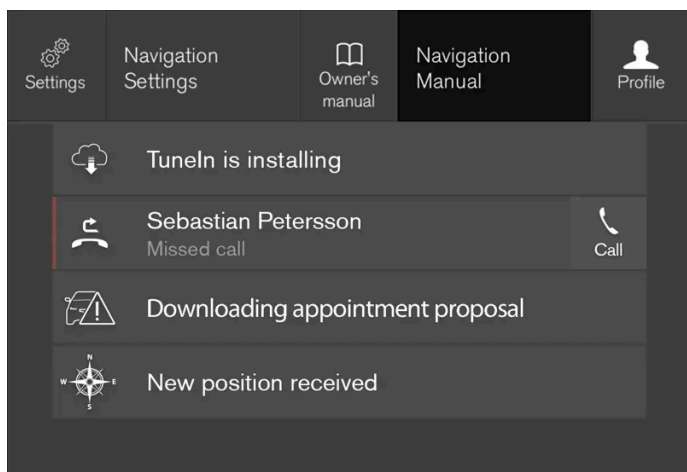 Settings
Navigation
Settings
Owner's
manual
Navigation
Manual
Profile
TuneIn is installing
Sebastian Petersson
Missed call
Call
Downloading appointment proposal
N
W
E
S
New position received